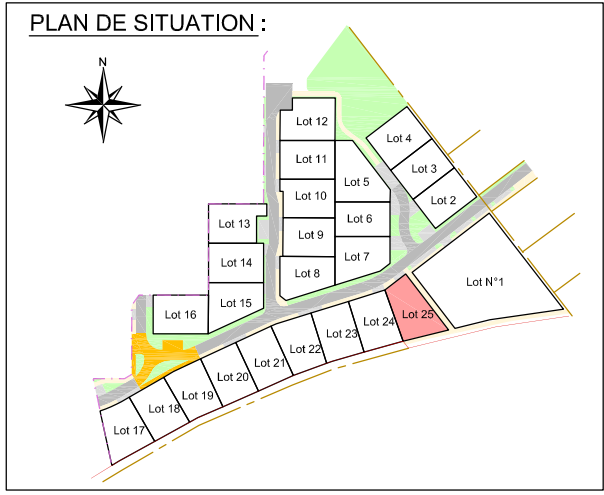 PLAN DE SITUATION :
N
Lot 12
Lot 4
Lot 11
Lot 3
Lot 5
Lot 10
Lot 2
Lot 6
Lot 13
Lot 9
Lot 7
Lot 14
Lot 8
Lot N°1
Lot 15
Lot 16
Lot 25
Lot 24
Lot 23
Lot 22
Lot 21
Lot 20
Lot 19
Lot 18
Lot 17